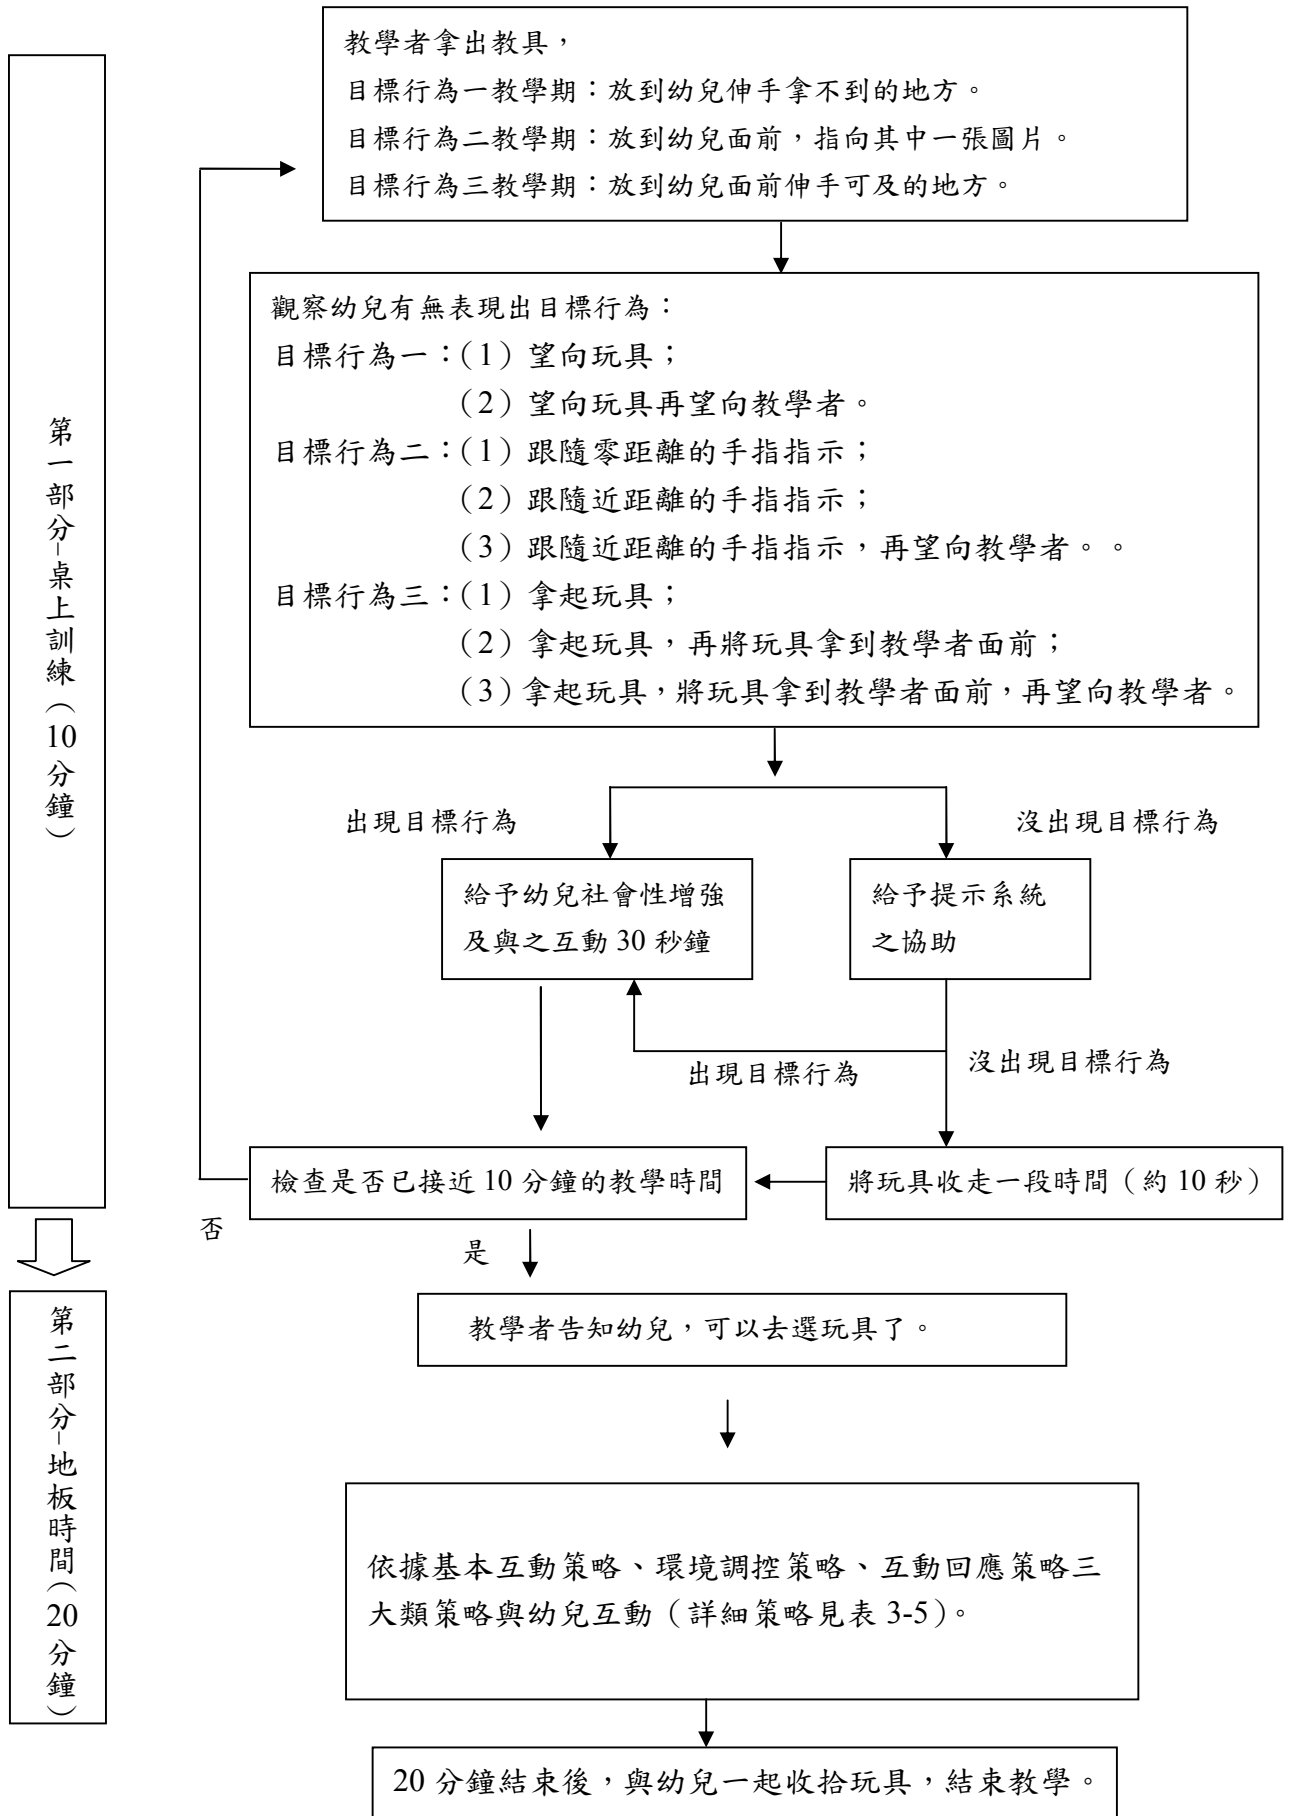 教學者拿出教具，
目標行為一教學期：放到幼兒伸手拿不到的地方。
目標行為二教學期：放到幼兒面前，指向其中一張圖片。
目標行為三教學期：放到幼兒面前伸手可及的地方。
觀察幼兒有無表現出目標行為：
目標行為一：（1）望向玩具；
（2）望向玩具再望向教學者。
目標行為二：（1）跟隨零距離的手指指示；
（2）跟隨近距離的手指指示；
（3）跟隨近距離的手指指示，再望向教學者。。
目標行為三：（1）拿起玩具；
（2）拿起玩具，再將玩具拿到教學者面前；
（3）拿起玩具，將玩具拿到教學者面前，再望向教學者。
第一部分-桌上訓練（10分鐘）
出現目標行為
沒出現目標行為
給予幼兒社會性增強
及與之互動 30 秒鐘
給予提示系統
之協助
出現目標行為
沒出現目標行為
檢查是否已接近 10 分鐘的教學時間
將玩具收走一段時間（約 10 秒）
否
是
教學者告知幼兒，可以去選玩具了。
第二部分-地板時間（20分鐘）
依據基本互動策略、環境調控策略、互動回應策略三
大類策略與幼兒互動（詳細策略見表 3-5）。
20 分鐘結束後，與幼兒一起收拾玩具，結束教學。